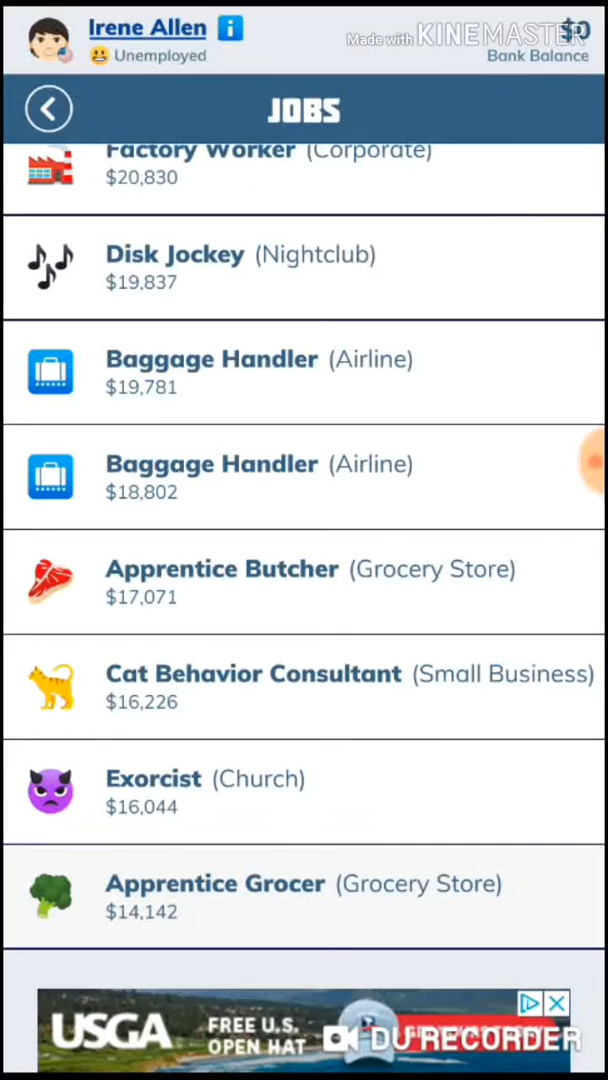 Irene Allen i
Unemployed
Made with KINEMASTER
$0
Bank Balance
JOBS
Factory Worker (Corporate)
$20,830
Disk Jockey (Nightclub)
$19,837
Baggage Handler (Airline)
$19,781
Baggage Handler (Airline)
$18,802
Apprentice Butcher (Grocery Store)
$17,071
Cat Behavior Consultant (Small Business)
$16,226
Exorcist (Church)
$16,044
Apprentice Grocer (Grocery Store)
$14,142
USGA
FREE U.S.
OPEN HAT
DU RECORDER